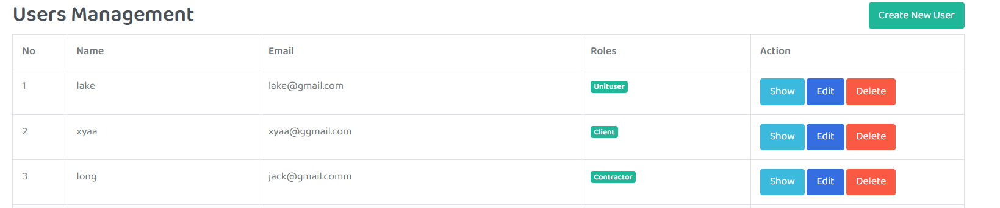 Users Management
Create New User
No Name Email Roles Action
1 lake lake@gmail.com Unituser Show Edit Delete
2 xyaa xyaa@ggmail.com Client Show Edit Delete
3 long jack@gmail.comm Contractor Show Edit Delete